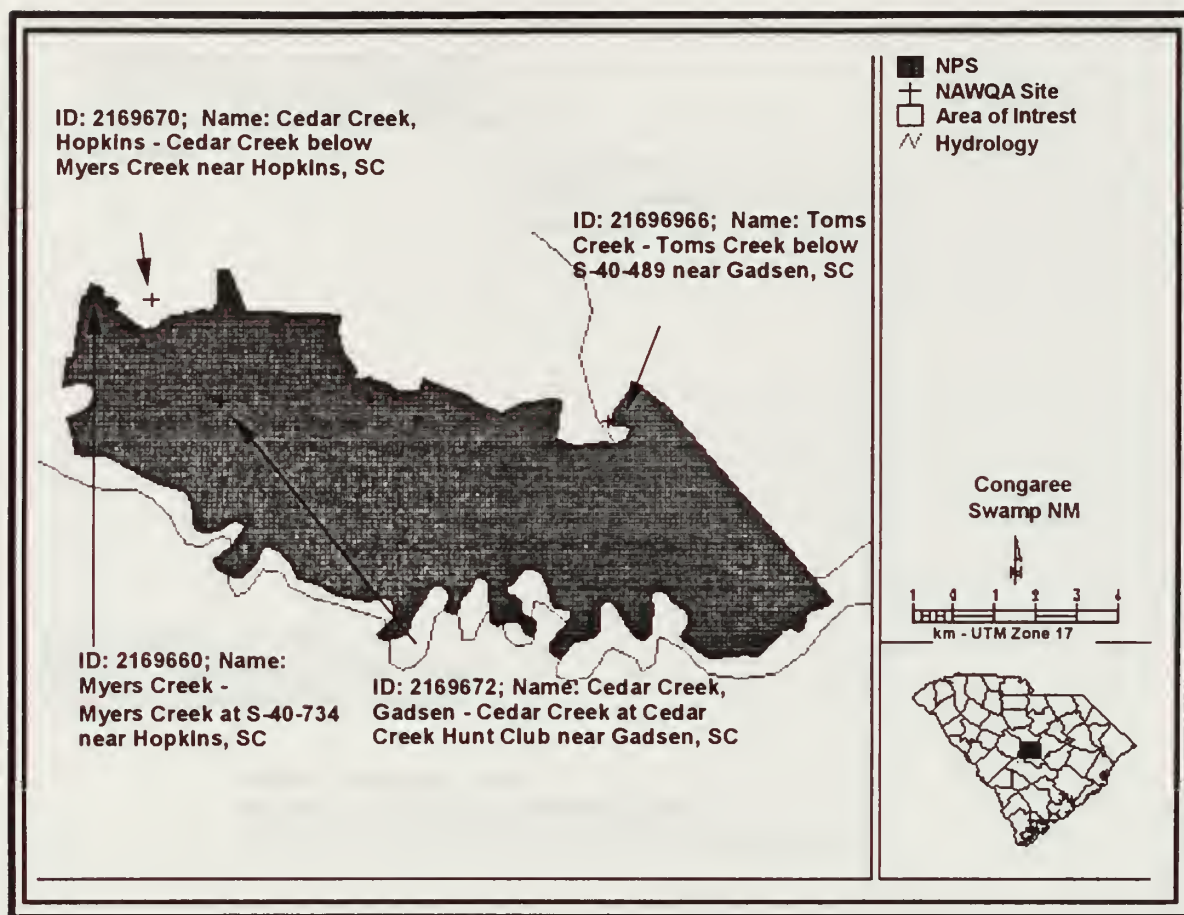 ID: 2169670; Name: Cedar Creek,
Hopkins - Cedar Creek below
Myers Creek near Hopkins, SC
ID: 21696966; Name: Toms
Creek - Toms Creek below
S-40-489 near Gadsen, SC
ID: 2169660; Name:
Myers Creek -
Myers Creek at S-40-734
near Hopkins, SC
ID: 2169672; Name: Cedar Creek,
Gadsen - Cedar Creek at Cedar
Creek Hunt Club near Gadsen, SC
NPS
NAWQA Site
Area of Intrest
Hydrology
Congaree
Swamp NM
N
1 0 1 2 3 4
km - UTM Zone 17